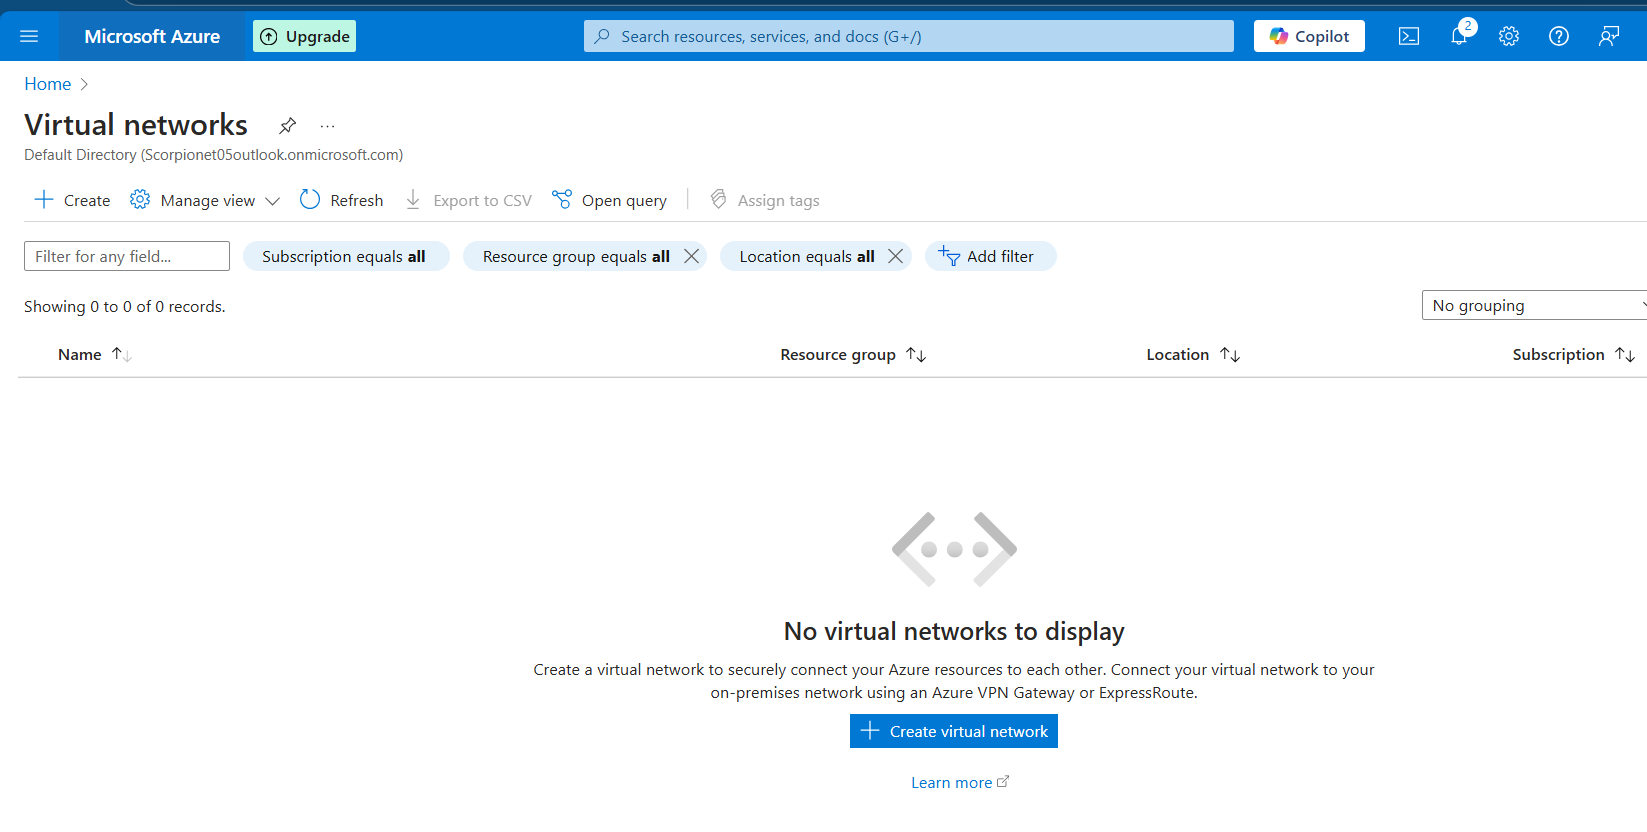 Microsoft Azure
Upgrade
Search resources, services, and docs (G+/)
Copilot
2
Home
Virtual networks
Default Directory (Scorpionet05outlook.onmicrosoft.com)
Create
Manage view
Refresh
Export to CSV
Open query
Assign tags
Filter for any field...
Subscription equals all
Resource group equals all
Location equals all
Add filter
Showing 0 to 0 of 0 records.
No grouping
Name
Resource group
Location
Subscription
No virtual networks to display
Create a virtual network to securely connect your Azure resources to each other. Connect your virtual network to your
on-premises network using an Azure VPN Gateway or ExpressRoute.
Create virtual network
Learn more